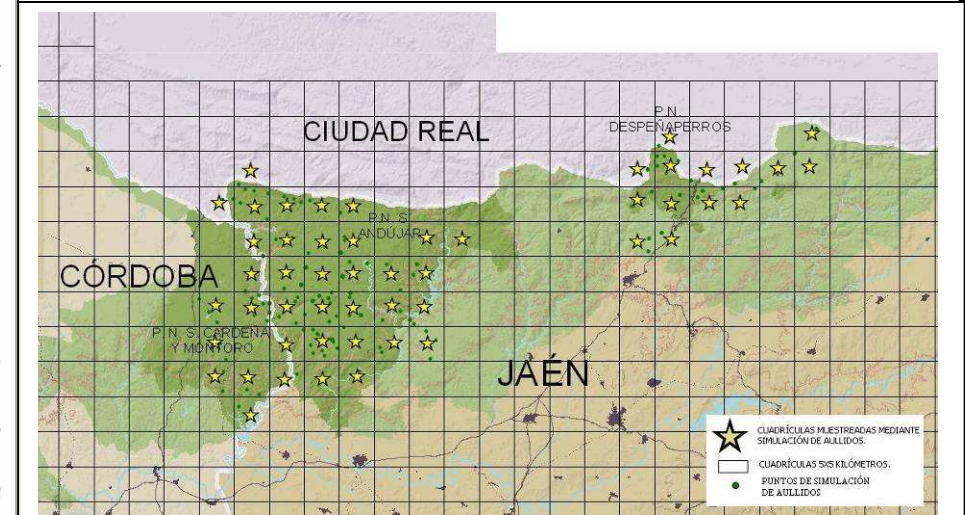 CIUDAD REAL
P.N.
DESPEÑAPERROS
P.N. S.
ANDÚJAR
CÓRDOBA
P. N. S. CARDEÑA
Y MONTORO
JAÉN
CUADRÍCULAS MUESTREADAS MEDIANTE
SIMULACIÓN DE AULLIDOS.
CUADRÍCULAS 5X5 KILÓMETROS.
PUNTOS DE SIMULACIÓN
DE AULLIDOS